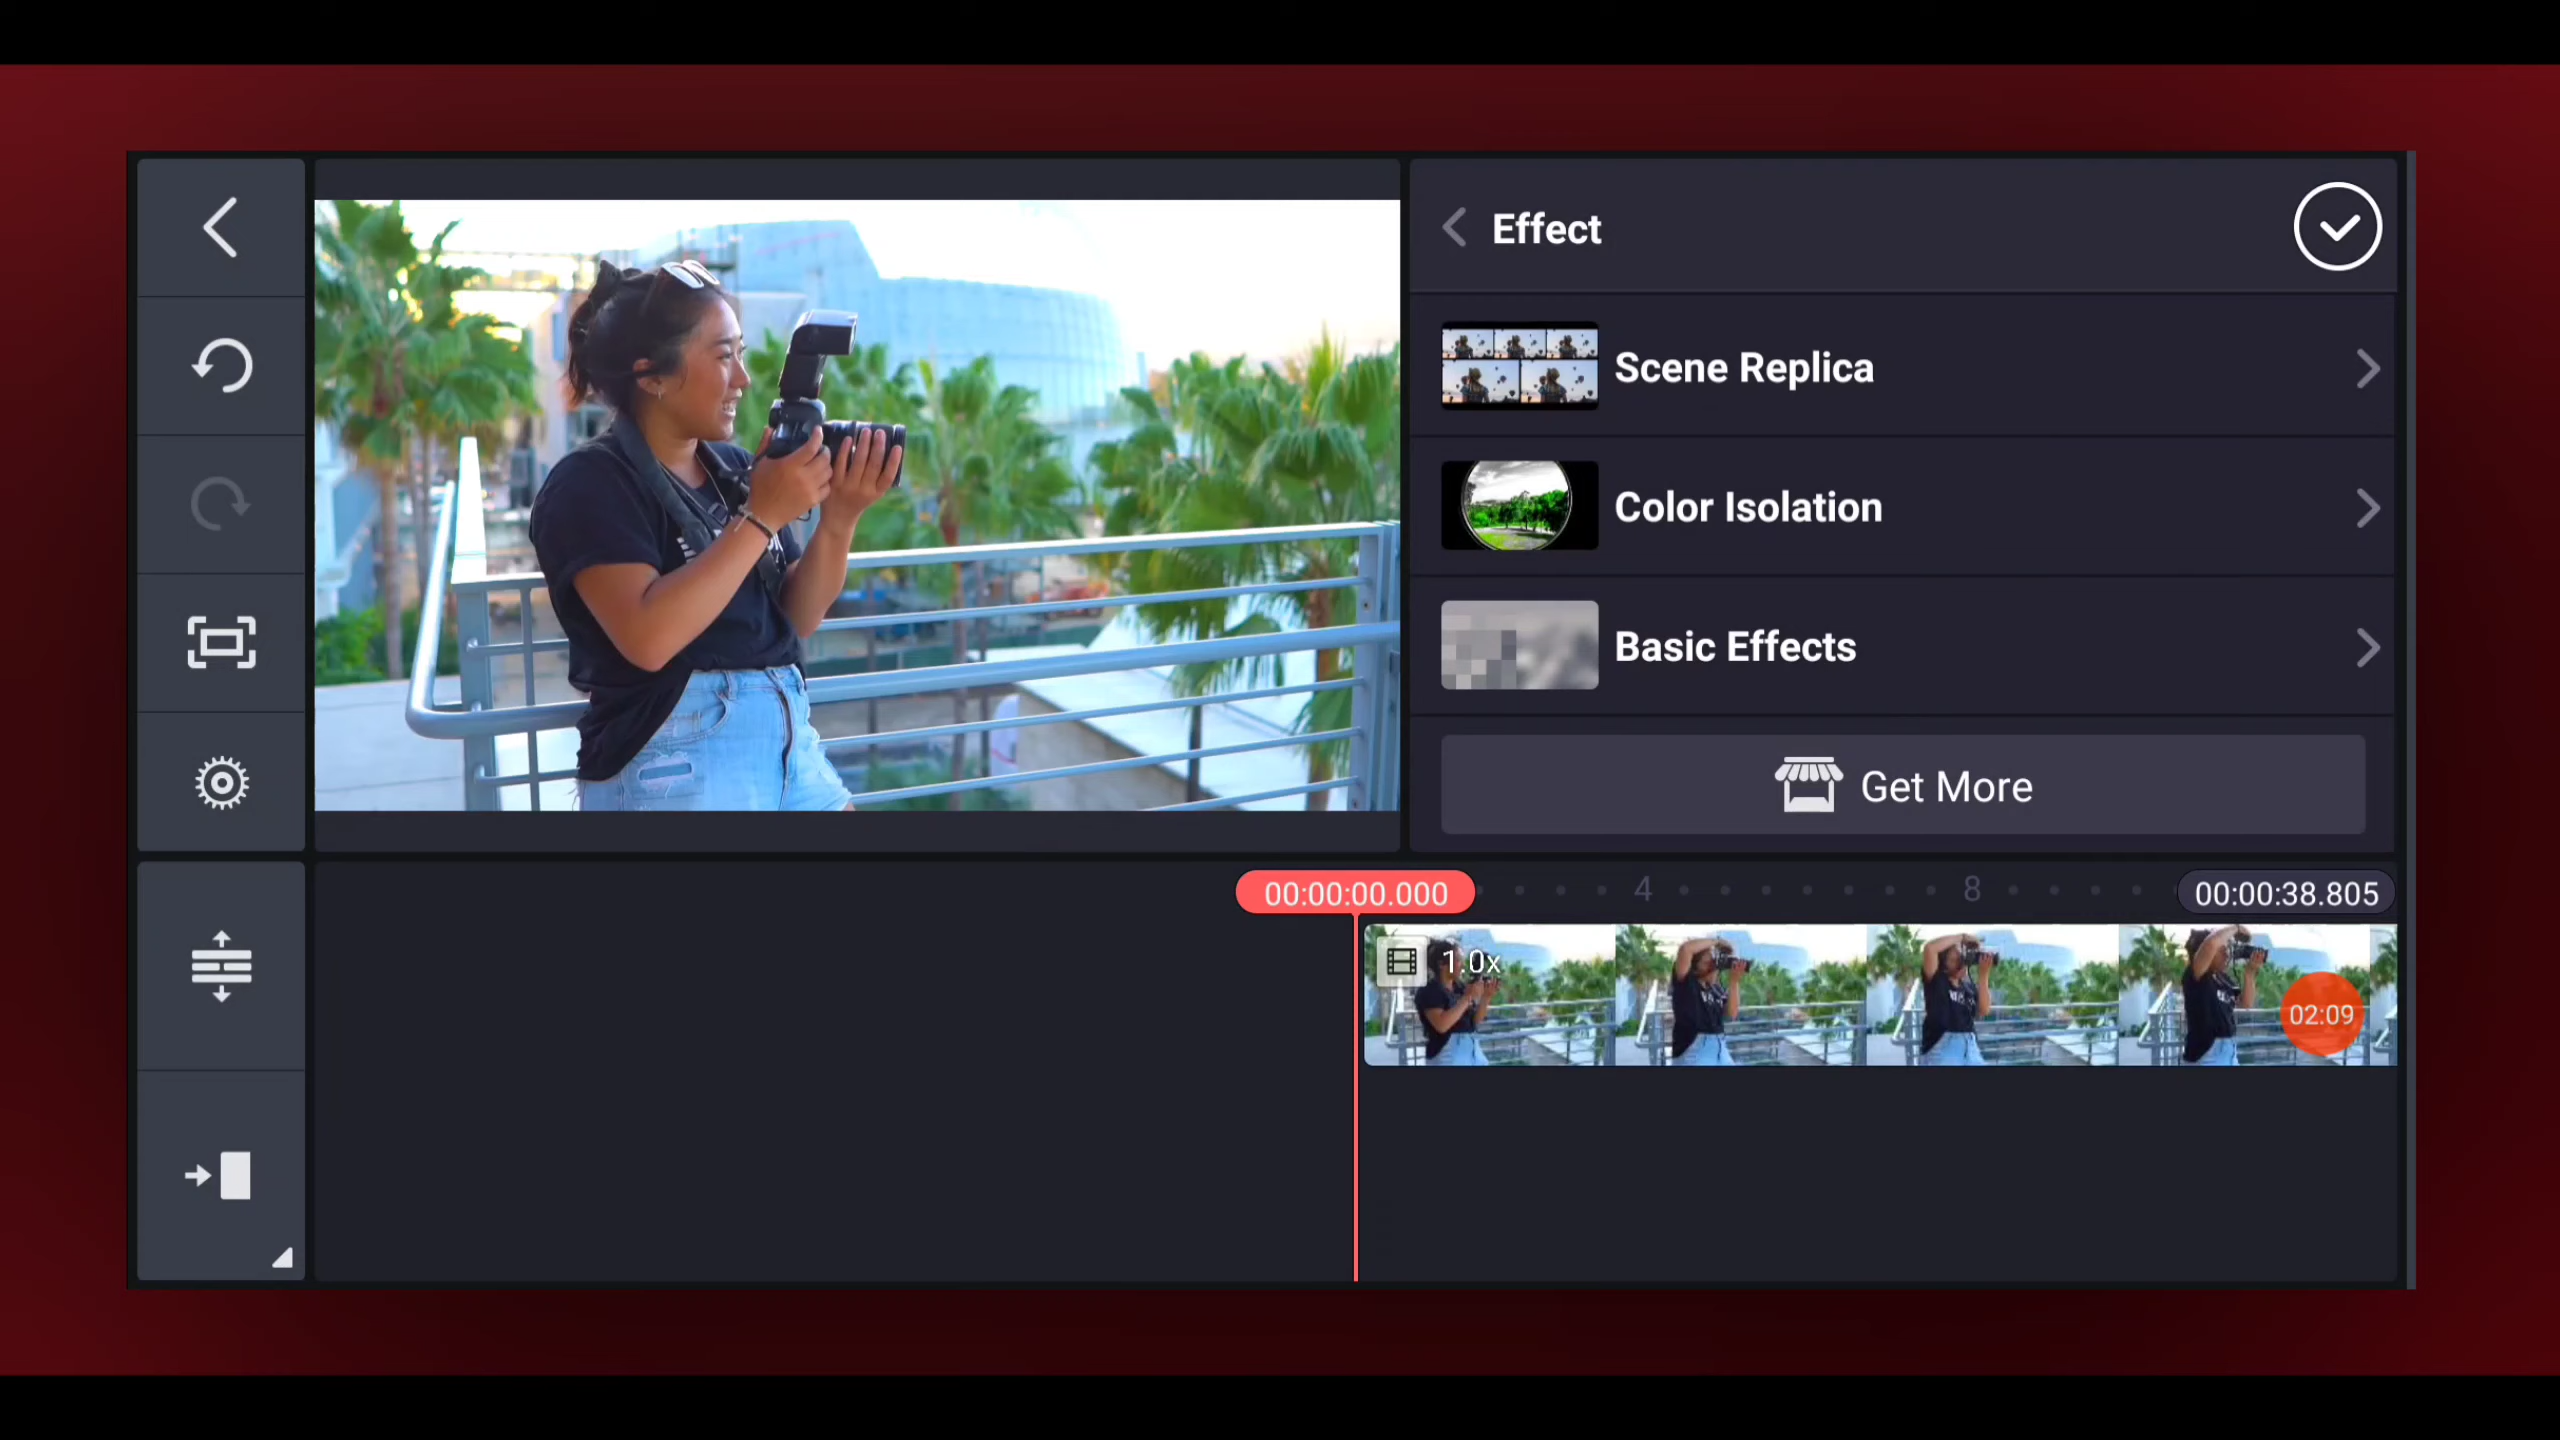 Effect
Scene Replica
Color Isolation
Basic Effects
Get More
00:00:00.000
4
8
00:00:38.805
1.0x
02:09